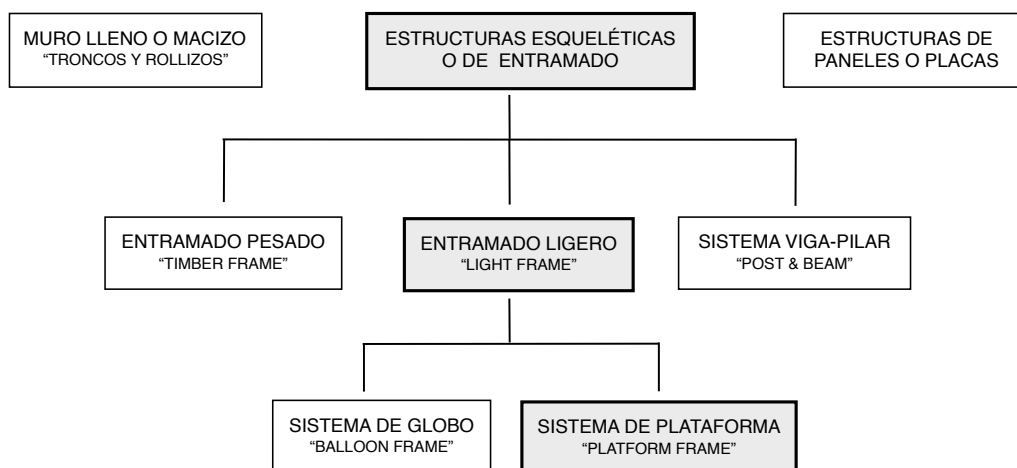 MURO LLENO O MACIZO
“TRONCOS Y ROLLIZOS”
ESTRUCTURAS ESQUELÉTICAS
O DE ENTRAMADO
ESTRUCTURAS DE
PANELES O PLACAS
ENTRAMADO PESADO
“TIMBER FRAME”
ENTRAMADO LIGERO
“LIGHT FRAME”
SISTEMA VIGA-PILAR
“POST & BEAM”
SISTEMA DE GLOBO
“BALLOON FRAME”
SISTEMA DE PLATAFORMA
“PLATFORM FRAME”